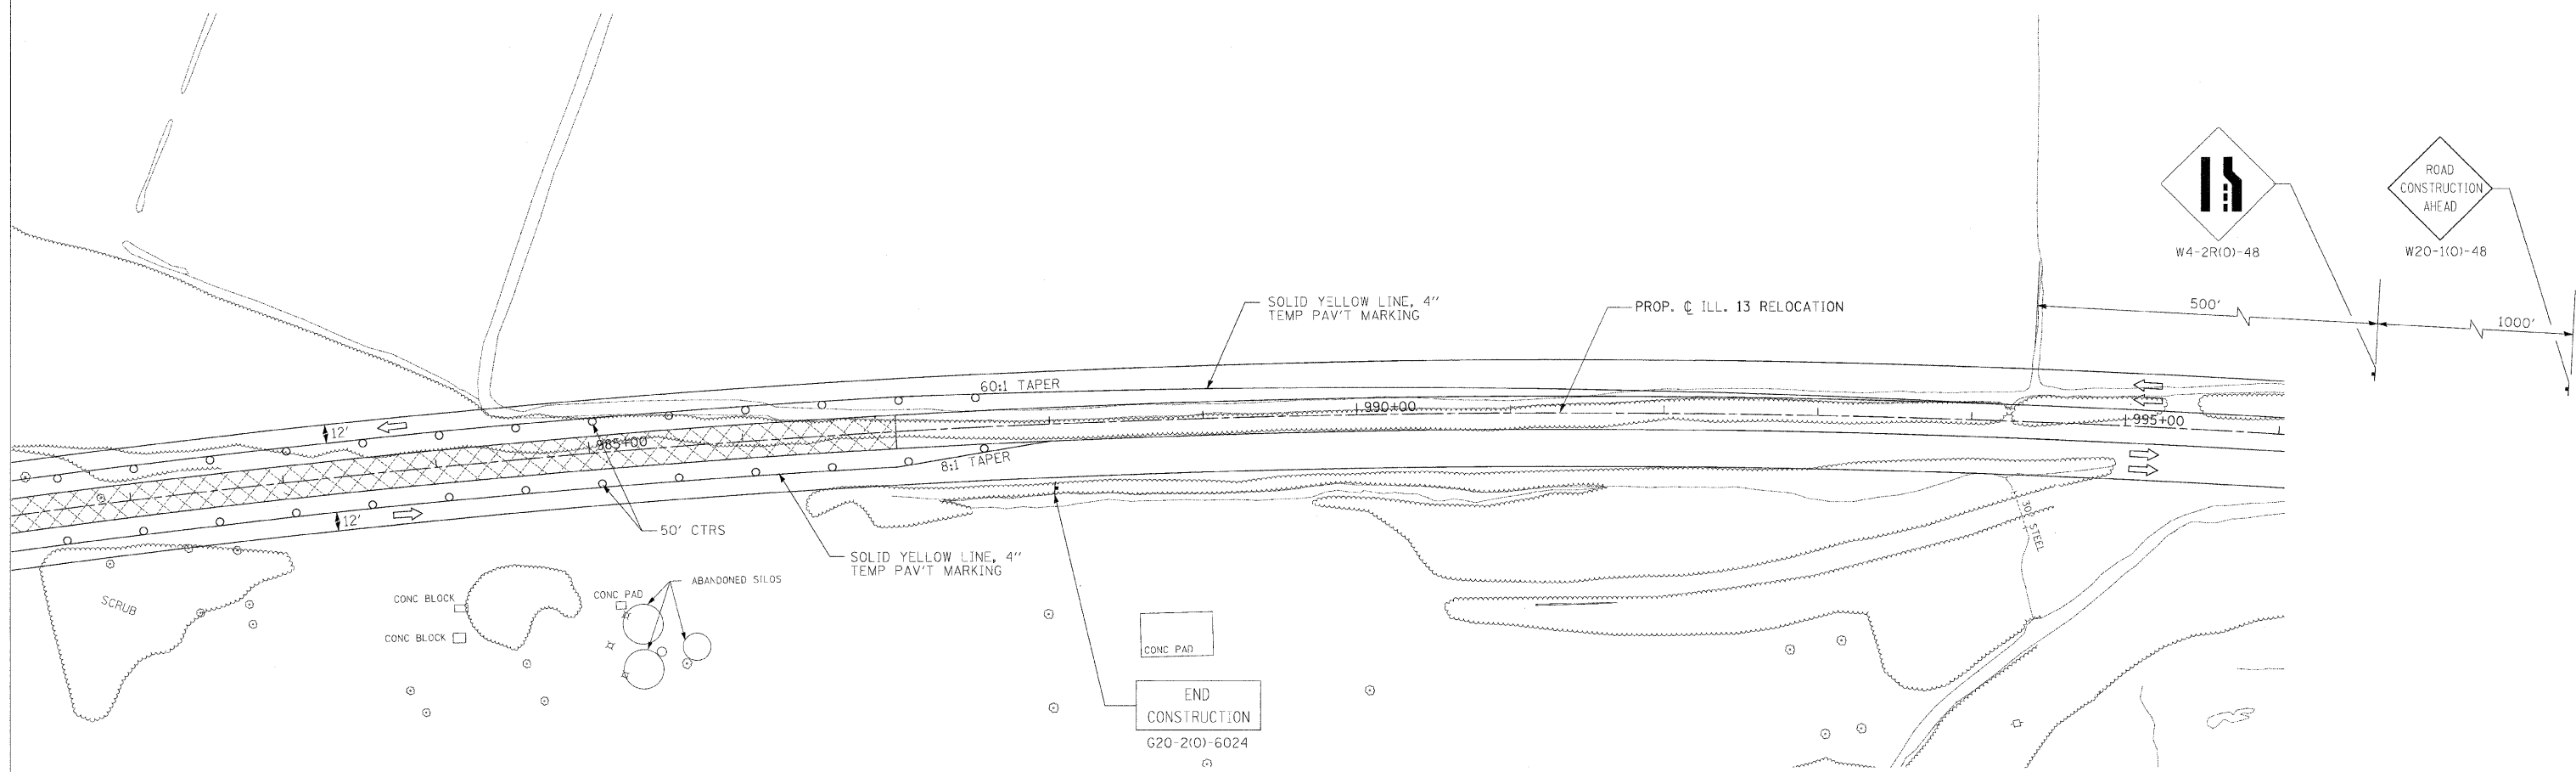 ROAD
CONSTRUCTION
AHEAD
W4-2R(O)-48
W20-1(O)-48
500'
1000'
SOLID YELLOW LINE, 4"
TEMP PAV'T MARKING
PROP. ℄ ILL. 13 RELOCATION
60:1 TAPER
990+00
995+00
985+00
12'
8:1 TAPER
12'
50' CTRS
SOLID YELLOW LINE, 4"
TEMP PAV'T MARKING
30" STEEL
ABANDONED SILOS
CONC PAD
CONC BLOCK
CONC BLOCK
SCRUB
CONC PAD
END
CONSTRUCTION
G20-2(O)-6024